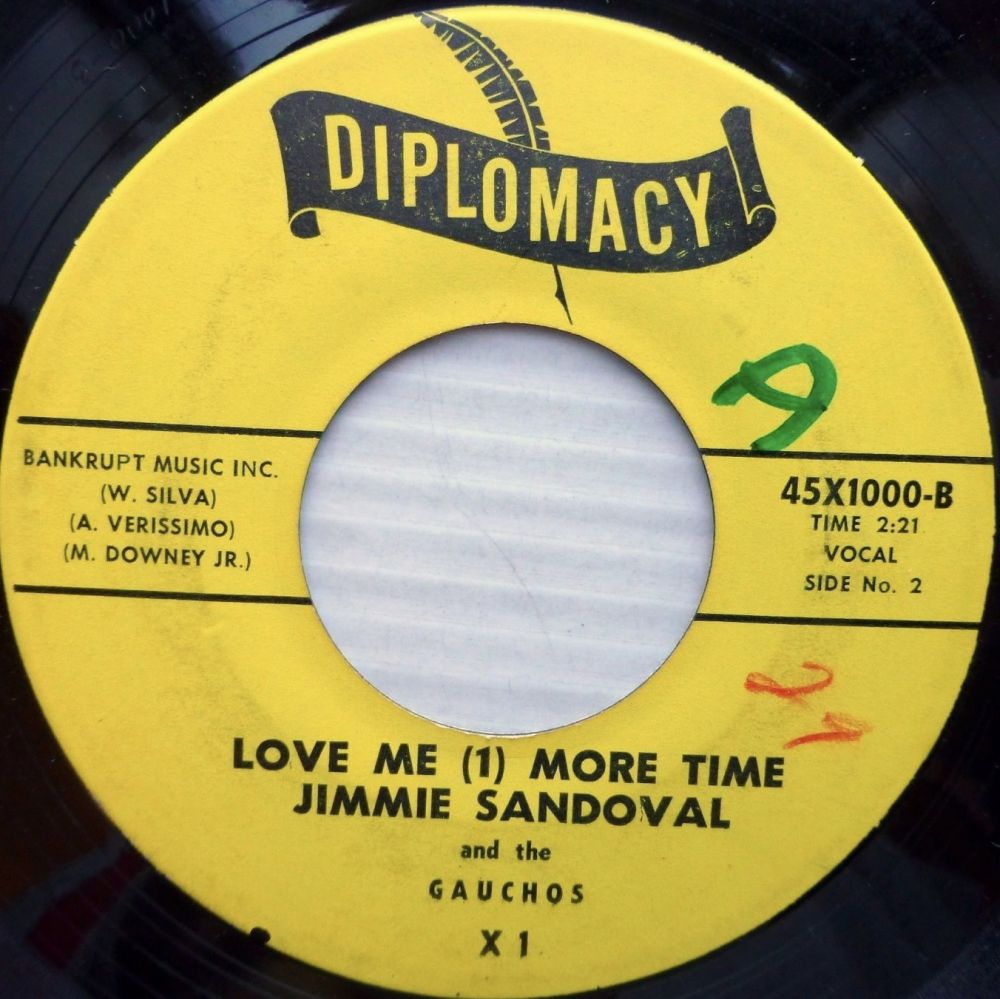 DIPLOMACY
BANKRUPT MUSIC INC.
(W. SILVA)
(A. VERISSIMO)
(M. DOWNEY JR.)
45X1000-B
TIME 2:21
VOCAL
SIDE No. 2
LOVE ME (1) MORE TIME
JIMMIE SANDOVAL
and the
GAUCHOS
X 1